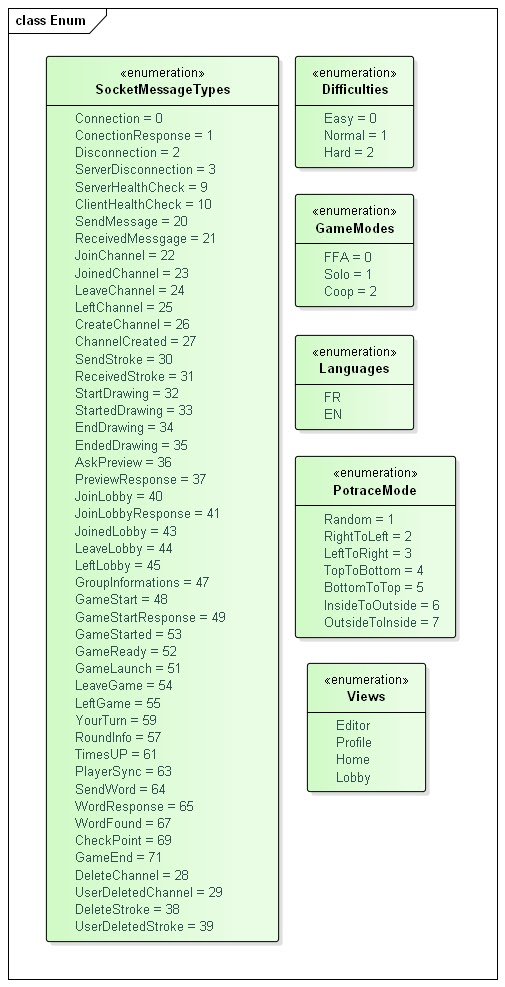 class Enum
«enumeration»
SocketMessageTypes
Connection = 0
ConectionResponse = 1
Disconnection = 2
ServerDisconnection = 3
ServerHealthCheck = 9
ClientHealthCheck = 10
SendMessage = 20
ReceivedMessgage = 21
JoinChannel = 22
JoinedChannel = 23
LeaveChannel = 24
LeftChannel = 25
CreateChannel = 26
ChannelCreated = 27
SendStroke = 30
ReceivedStroke = 31
StartDrawing = 32
StartedDrawing = 33
EndDrawing = 34
EndedDrawing = 35
AskPreview = 36
PreviewResponse = 37
JoinLobby = 40
JoinLobbyResponse = 41
JoinedLobby = 43
LeaveLobby = 44
LeftLobby = 45
GroupInformations = 47
GameStart = 48
GameStartResponse = 49
GameStarted = 53
GameReady = 52
GameLaunch = 51
LeaveGame = 54
LeftGame = 55
YourTurn = 59
RoundInfo = 57
TimesUP = 61
PlayerSync = 63
SendWord = 64
WordResponse = 65
WordFound = 67
CheckPoint = 69
GameEnd = 71
DeleteChannel = 28
UserDeletedChannel = 29
DeleteStroke = 38
UserDeletedStroke = 39
«enumeration»
Difficulties
Easy = 0
Normal = 1
Hard = 2
«enumeration»
GameModes
FFA = 0
Solo = 1
Coop = 2
«enumeration»
Languages
FR
EN
«enumeration»
PotraceMode
Random = 1
RightToLeft = 2
LeftToRight = 3
TopToBottom = 4
BottomToTop = 5
InsideToOutside = 6
OutsideToInside = 7
«enumeration»
Views
Editor
Profile
Home
Lobby